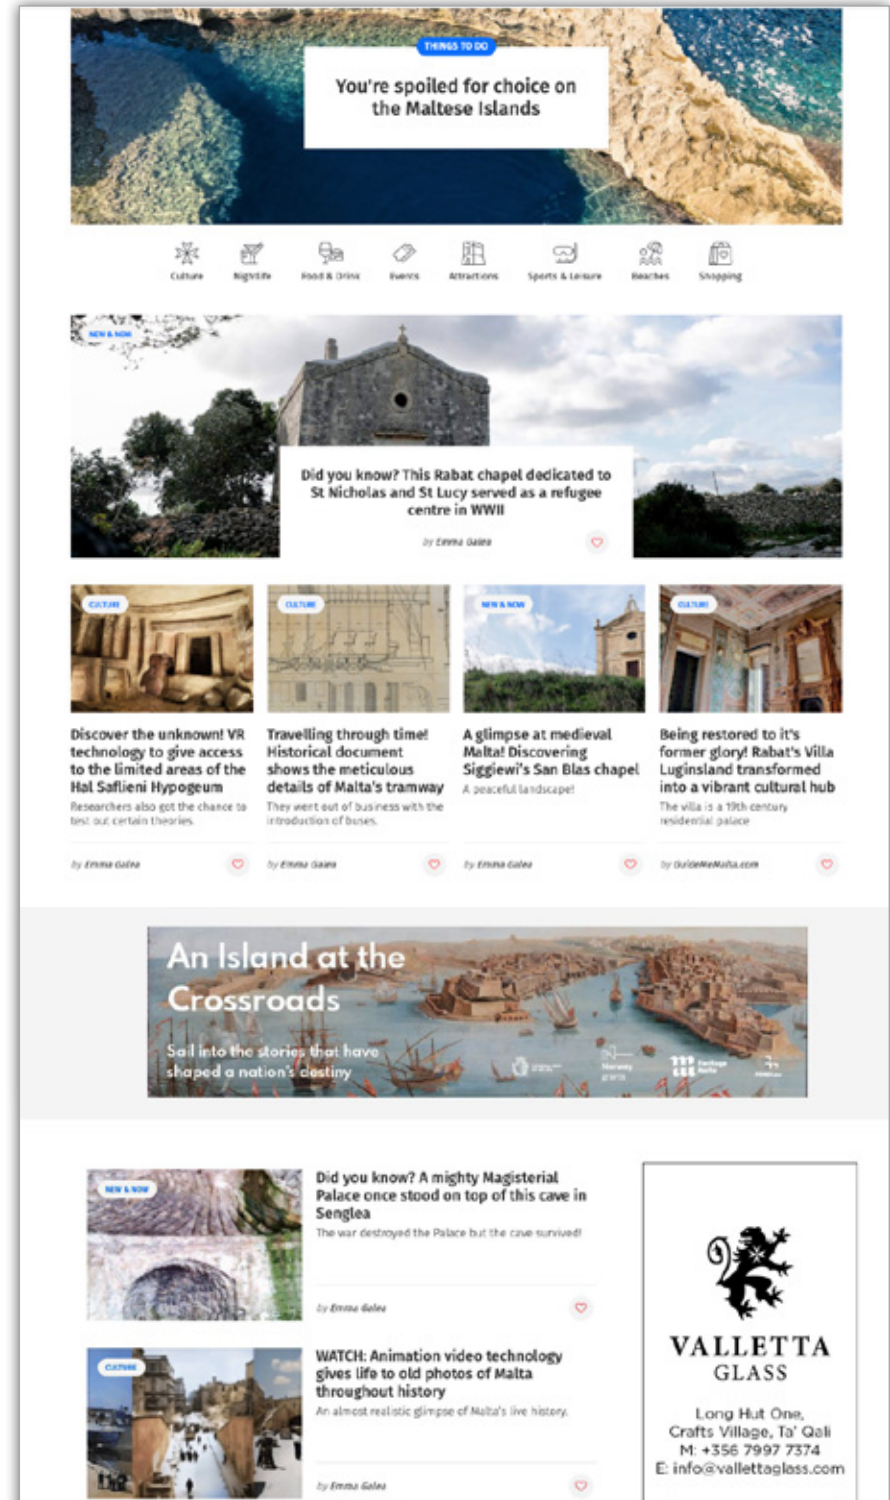 THINGS TO DO
You're spoiled for choice on
the Maltese Islands
Culture
Nightlife
Food & Drink
Events
Attractions
Sports & Leisure
Beaches
Shopping
NEW & NOW
Did you know? This Rabat chapel dedicated to
St Nicholas and St Lucy served as a refugee
centre in WWII
by Emma Galea
CULTURE
Discover the unknown! VR
technology to give access
to the limited areas of the
Hal Saflieni Hypogeum
Researchers also got the chance to
test out certain theories.
by Emma Galea
CULTURE
Travelling through time!
Historical document
shows the meticulous
details of Malta's tramway
They went out of business with the
introduction of buses.
by Emma Galea
NEW & NOW
A glimpse at medieval
Malta! Discovering
Siggiewi's San Blas chapel
A peaceful landscape!
by Emma Galea
CULTURE
Being restored to it's
former glory! Rabat's Villa
Luginsland transformed
into a vibrant cultural hub
The villa is a 19th century
residential palace
by GuideMeMalta.com
An Island at the
Crossroads
Sail into the stories that have
shaped a nation's destiny
Norway
grants
Heritage
Malta
NEW & NOW
Did you know? A mighty Magisterial
Palace once stood on top of this cave in
Senglea
The war destroyed the Palace but the cave survived!
by Emma Galea
CULTURE
WATCH: Animation video technology
gives life to old photos of Malta
throughout history
An almost realistic glimpse of Malta's live history.
by Emma Galea
VALLETTA
GLASS
Long Hut One,
Crafts Village, Ta' Qali
M: +356 7997 7374
E: info@vallettaglass.com